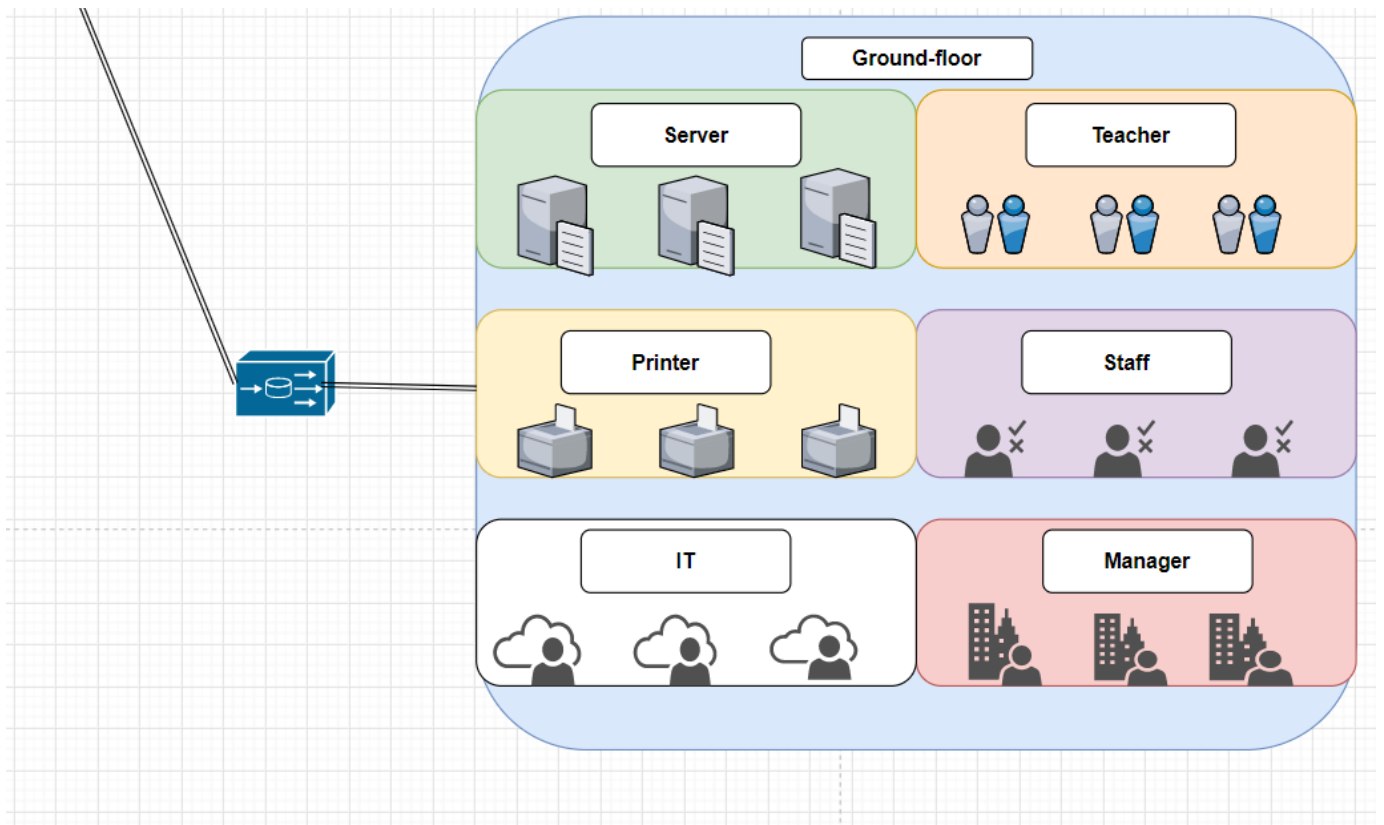 Ground-floor
Server
Teacher
Printer
Staff
IT
Manager